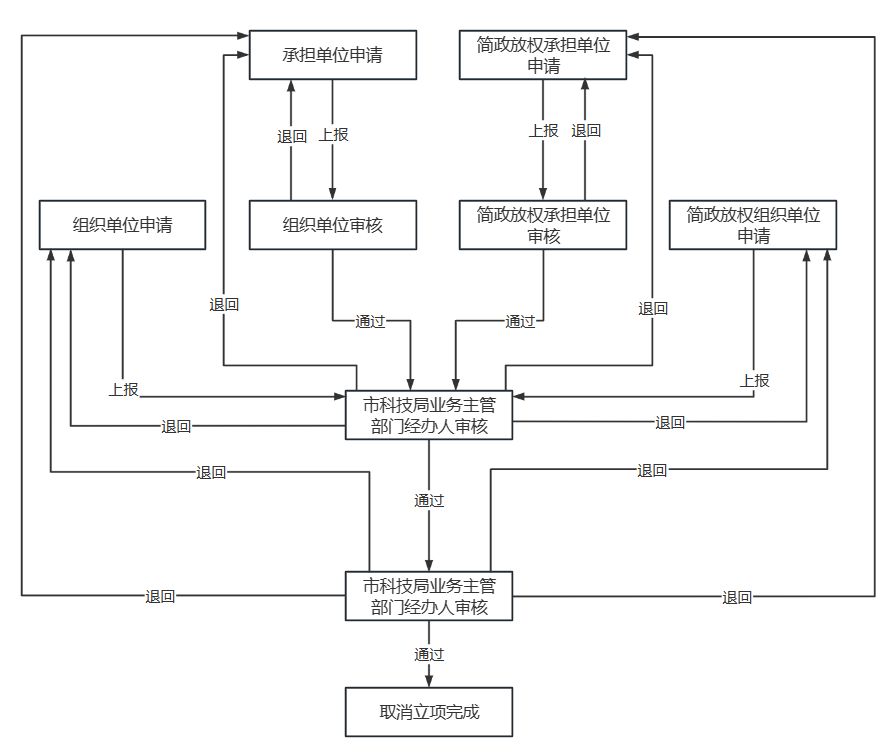 承担单位申请
简政放权承担单位
申请
退回
上报
上报
退回
组织单位申请
组织单位审核
简政放权承担单位
审核
简政放权组织单位
申请
退回
退回
通过
通过
上报
上报
市科技局业务主管
部门经办人审核
退回
退回
退回
退回
通过
市科技局业务主管
部门经办人审核
退回
退回
通过
取消立项完成